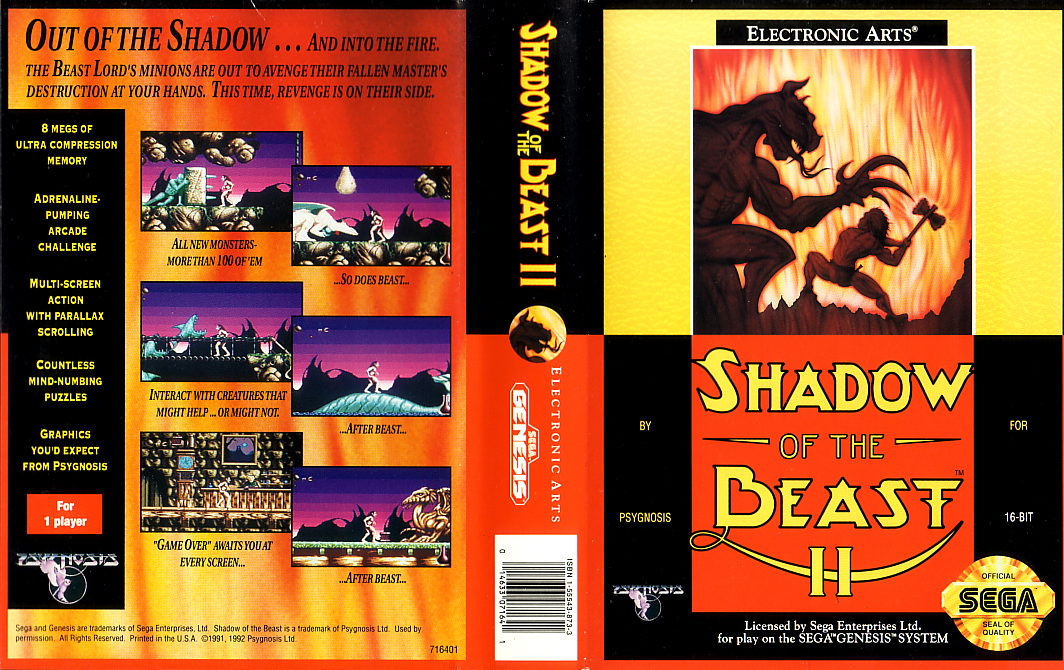 OUT OF THE SHADOW ... AND INTO THE FIRE.
THE BEAST LORD'S MINIONS ARE OUT TO AVENGE THEIR FALLEN MASTER'S
DESTRUCTION AT YOUR HANDS. THIS TIME, REVENGE IS ON THEIR SIDE.
8 MEGS OF
ULTRA COMPRESSION
MEMORY
ADRENALINE-
PUMPING
ARCADE
CHALLENGE
MULTI-SCREEN
ACTION
WITH PARALLAX
SCROLLING
COUNTLESS
MIND-NUMBING
PUZZLES
GRAPHICS
YOU'D EXPECT
FROM PSYGNOSIS
For
1 player
PSYGNOSIS
ALL NEW MONSTERS-
MORE THAN 100 OF 'EM
...SO DOES BEAST...
INTERACT WITH CREATURES THAT
MIGHT HELP ... OR MIGHT NOT.
...AFTER BEAST...
"GAME OVER" AWAITS YOU AT
EVERY SCREEN...
...AFTER BEAST...
Sega and Genesis are trademarks of Sega Enterprises, Ltd. Shadow of the Beast is a trademark of Psygnosis Ltd. Used by
permission. All Rights Reserved. Printed in the U.S.A. ©1991, 1992 Psygnosis Ltd.
716401
SHADOW OF THE BEAST II
ELECTRONIC ARTS
SEGA
GENESIS
ISBN 1-55543-873-3
0 14633 07164 1
ELECTRONIC ARTS®
SHADOW
OF THE
BEAST™
II
BY
PSYGNOSIS
FOR
16-BIT
PSYGNOSIS
Licensed by Sega Enterprises Ltd.
for play on the SEGA™ GENESIS™ SYSTEM
OFFICIAL
SEGA
SEAL OF
QUALITY